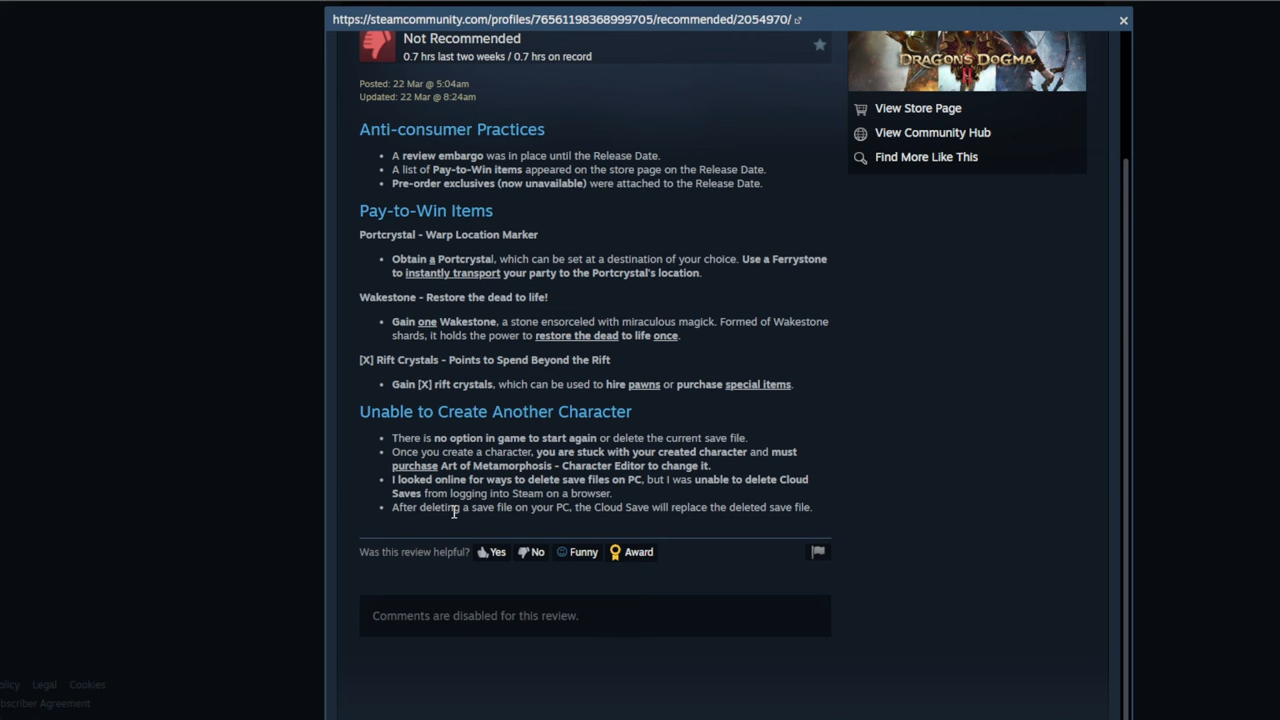 https://steamcommunity.com/profiles/76561198368999705/recommended/2054970/
Not Recommended
0.7 hrs last two weeks / 0.7 hrs on record
Posted: 22 Mar @ 5:04am
Updated: 22 Mar @ 8:24am
Anti-consumer Practices
• A review embargo was in place until the Release Date.
• A list of Pay-to-Win items appeared on the store page on the Release Date.
• Pre-order exclusives (now unavailable) were attached to the Release Date.
Pay-to-Win Items
Portcrystal - Warp Location Marker
• Obtain a Portcrystal, which can be set at a destination of your choice. Use a Ferrystone
to instantly transport your party to the Portcrystal's location.
Wakestone - Restore the dead to life!
• Gain one Wakestone, a stone ensorceled with miraculous magick. Formed of Wakestone
shards, it holds the power to restore the dead to life once.
[X] Rift Crystals - Points to Spend Beyond the Rift
• Gain [X] rift crystals, which can be used to hire pawns or purchase special items.
Unable to Create Another Character
• There is no option in game to start again or delete the current save file.
• Once you create a character, you are stuck with your created character and must
purchase Art of Metamorphosis - Character Editor to change it.
• I looked online for ways to delete save files on PC, but I was unable to delete Cloud
Saves from logging into Steam on a browser.
• After deleting a save file on your PC, the Cloud Save will replace the deleted save file.
Was this review helpful? Yes No Funny Award
Comments are disabled for this review.
DRAGON'S DOGMA
View Store Page
View Community Hub
Find More Like This
olicy Legal Cookies
bscriber Agreement